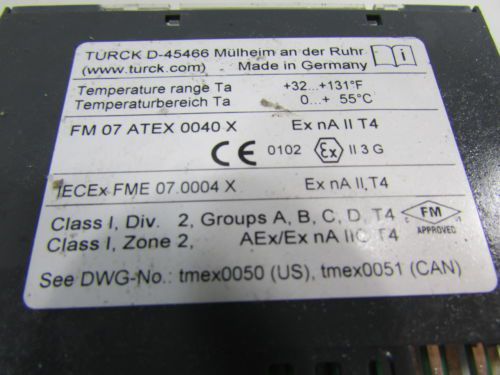 TURCK D-45466 Mülheim an der Ruhr
(www.turck.com) Made in Germany
Temperature range Ta +32...+131°F
Temperaturbereich Ta 0...+ 55°C
FM 07 ATEX 0040 X Ex nA II T4
CE 0102 Ex II 3 G
IECEx FME 07.0004 X Ex nA II,T4
Class I, Div. 2, Groups A, B, C, D, T4 FM
Class I, Zone 2, AEx/Ex nA IIC T4 APPROVED
See DWG-No.: tmex0050 (US), tmex0051 (CAN)